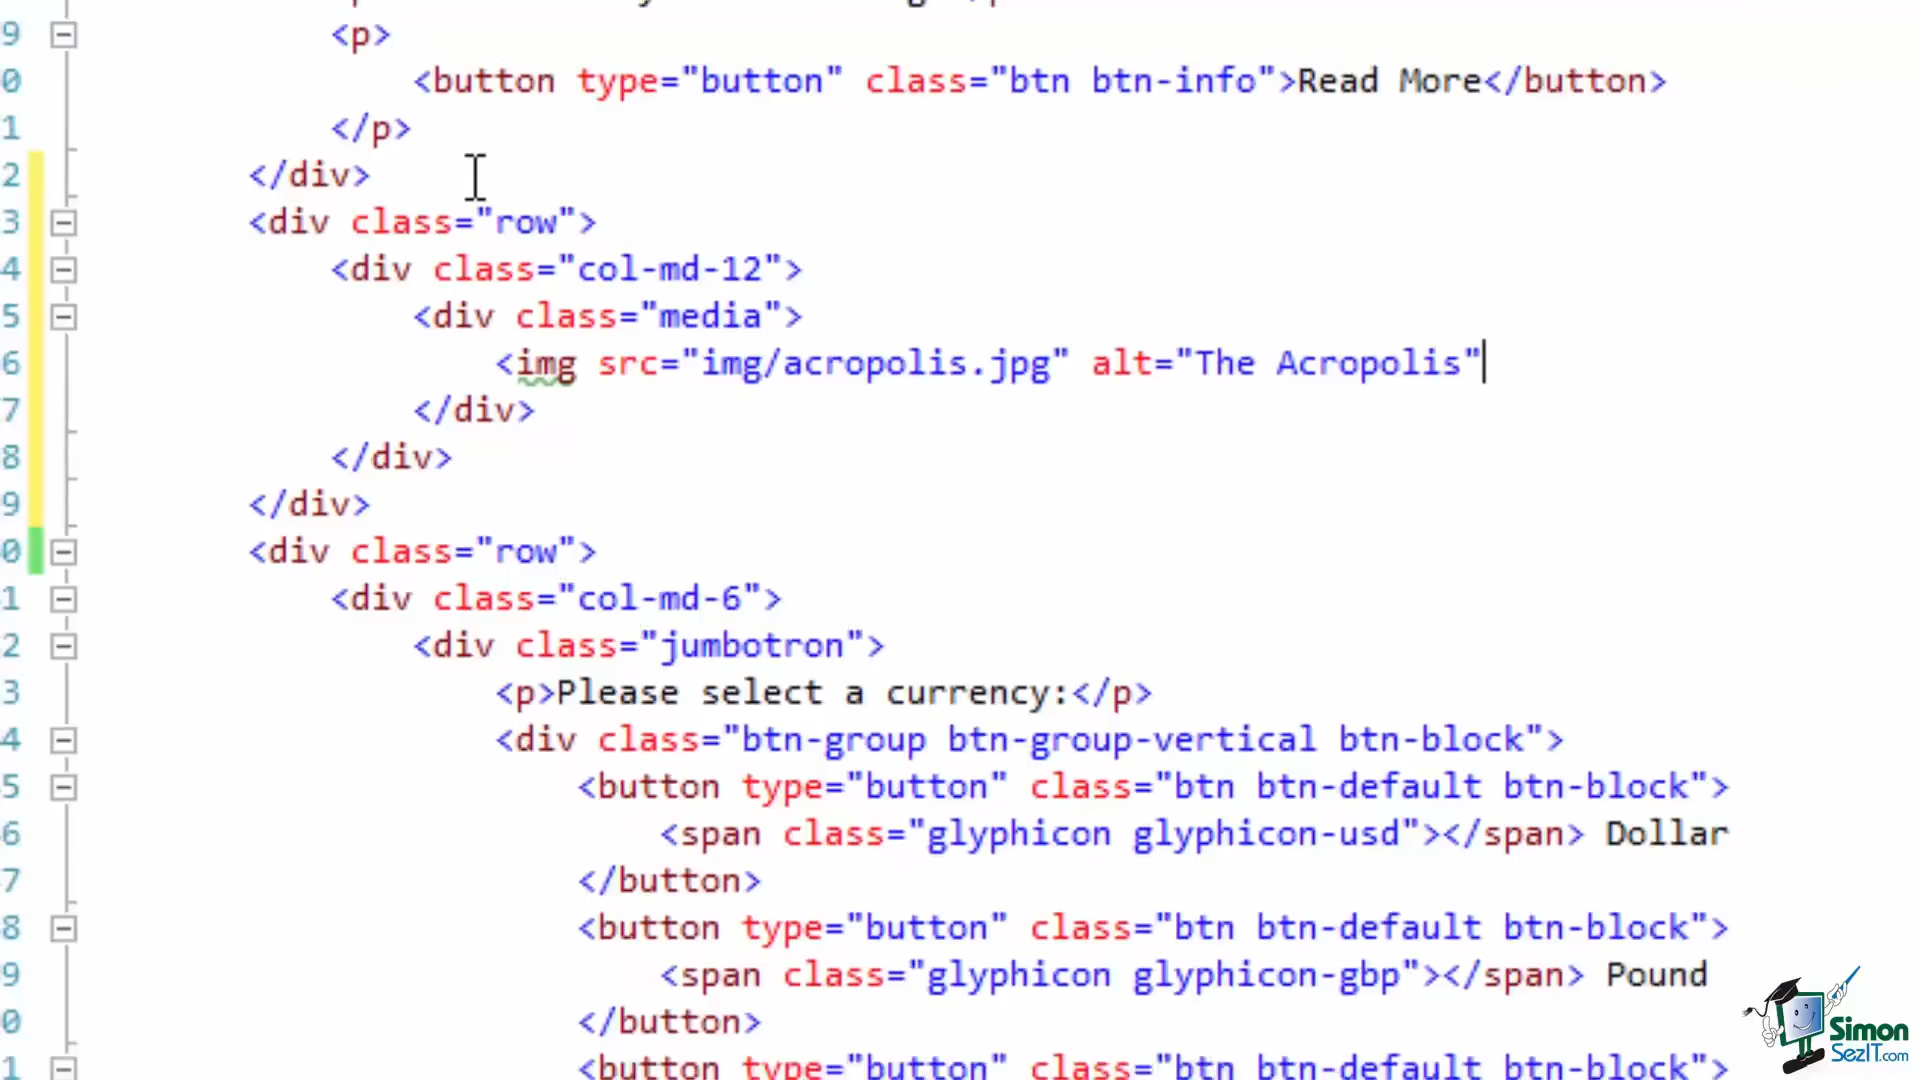 9 <p>
0 <button type="button" class="btn btn-info">Read More</button>
1 </p>
2 </div>
3 <div class="row">
4 <div class="col-md-12">
5 <div class="media">
6 <img src="img/acropolis.jpg" alt="The Acropolis"
7 </div>
8 </div>
9 </div>
0 <div class="row">
1 <div class="col-md-6">
2 <div class="jumbotron">
3 <p>Please select a currency:</p>
4 <div class="btn-group btn-group-vertical btn-block">
5 <button type="button" class="btn btn-default btn-block">
6 <span class="glyphicon glyphicon-usd"></span> Dollar
7 </button>
8 <button type="button" class="btn btn-default btn-block">
9 <span class="glyphicon glyphicon-gbp"></span> Pound
0 </button>
1 <button type="button" class="btn btn-default btn-block">
Simon
SezIT.com